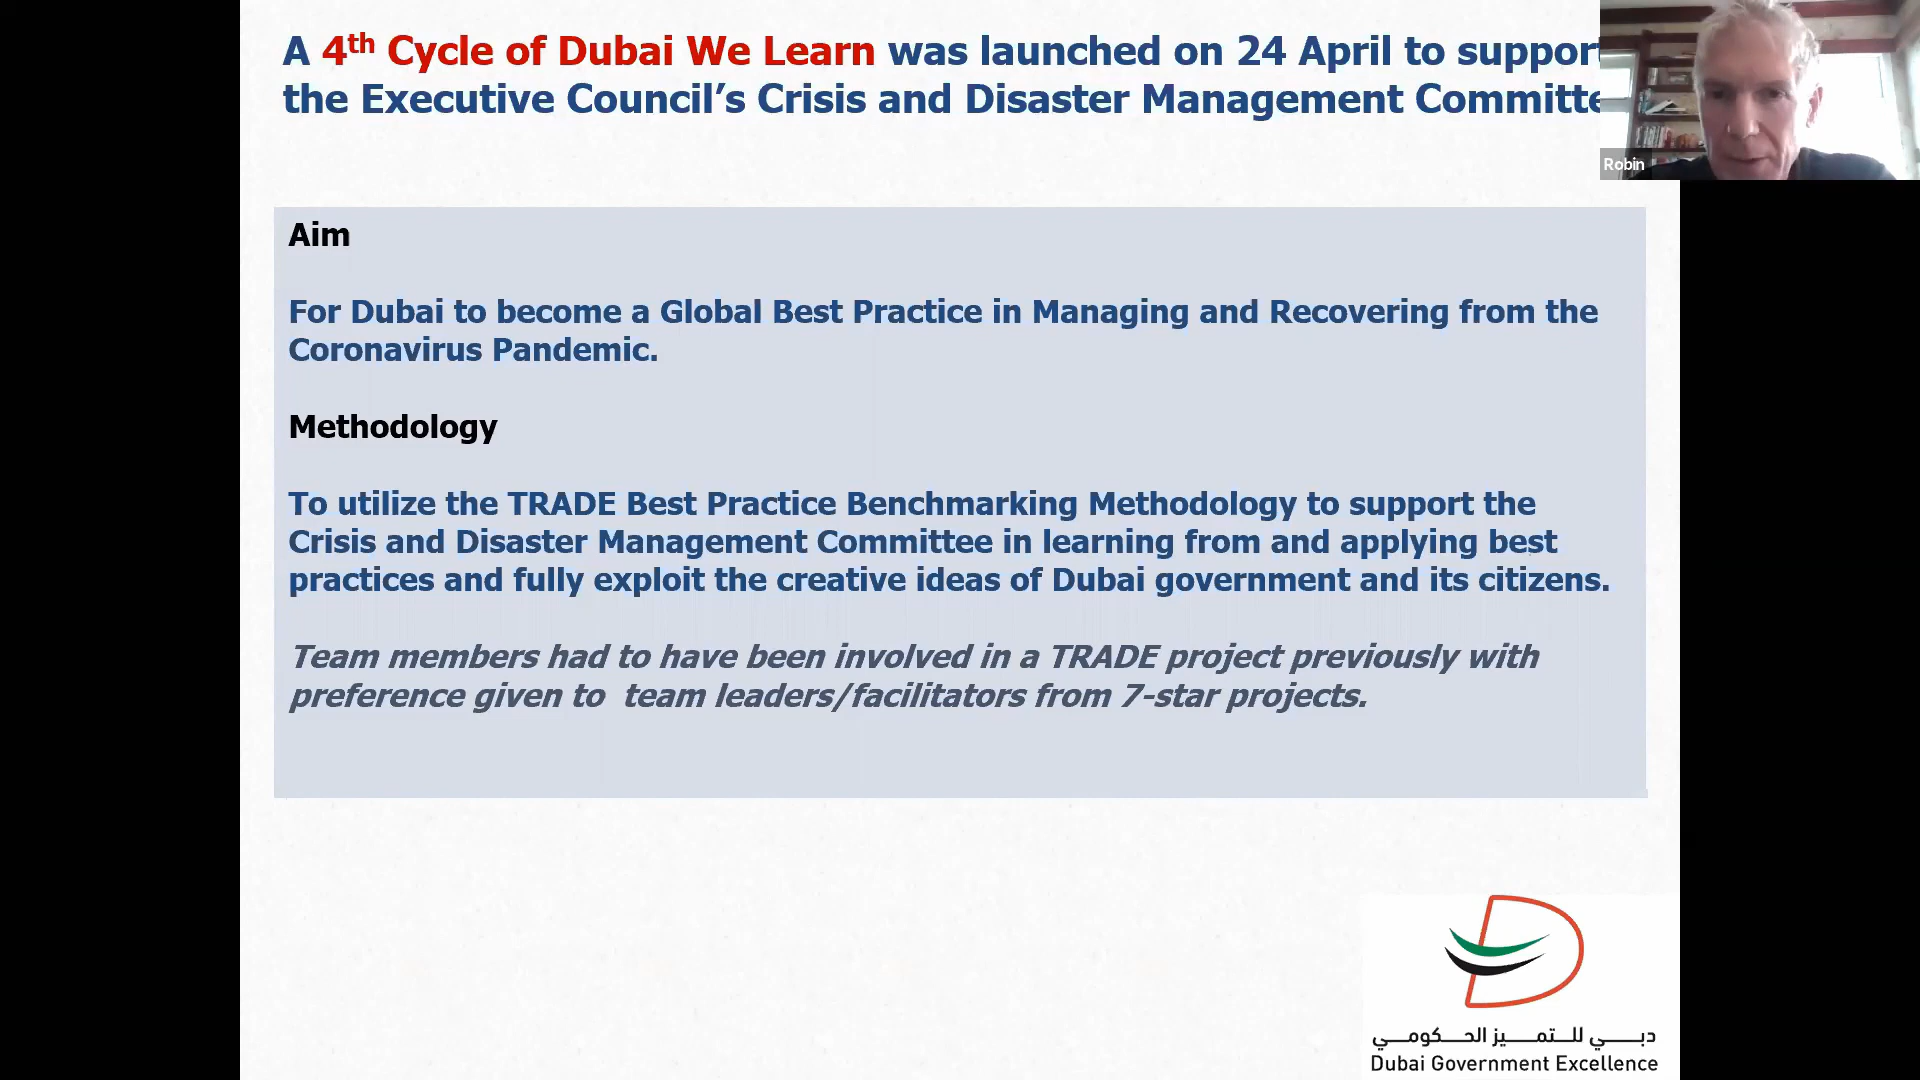 A 4th Cycle of Dubai We Learn was launched on 24 April to suppor
the Executive Council’s Crisis and Disaster Management Committe
Robin
Aim
For Dubai to become a Global Best Practice in Managing and Recovering from the
Coronavirus Pandemic.
Methodology
To utilize the TRADE Best Practice Benchmarking Methodology to support the
Crisis and Disaster Management Committee in learning from and applying best
practices and fully exploit the creative ideas of Dubai government and its citizens.
Team members had to have been involved in a TRADE project previously with
preference given to  team leaders/facilitators from 7-star projects.
دبـــي للـتمـــيز الحـــكومـــي
Dubai Government Excellence